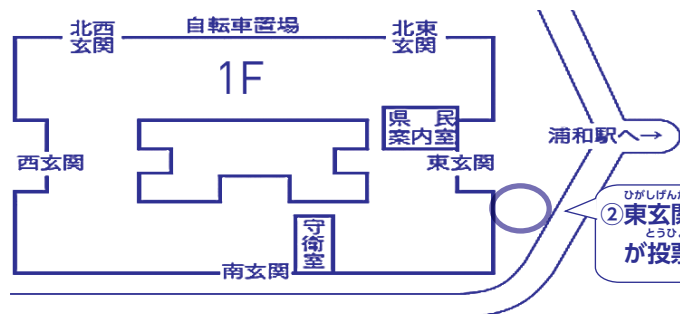 北西
玄関
自転車置場
北東
玄関
1F
県民
案内室
浦和駅へ→
西玄関
東玄関
ひがしげんか
②東玄関
とうひょ
が投票
守衛室
南玄関